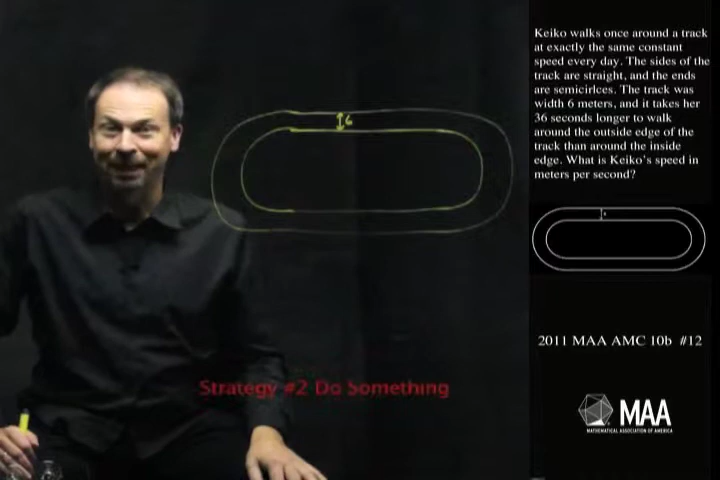 Keiko walks once around a track
at exactly the same constant
speed every day. The sides of the
track are straight, and the ends
are semicirlces. The track was
width 6 meters, and it takes her
36 seconds longer to walk
around the outside edge of the
track than around the inside
edge. What is Keiko's speed in
meters per second?
6
2011 MAA AMC 10b #12
Strategy #2 Do Something
MAA
MATHEMATICAL ASSOCIATION OF AMERICA